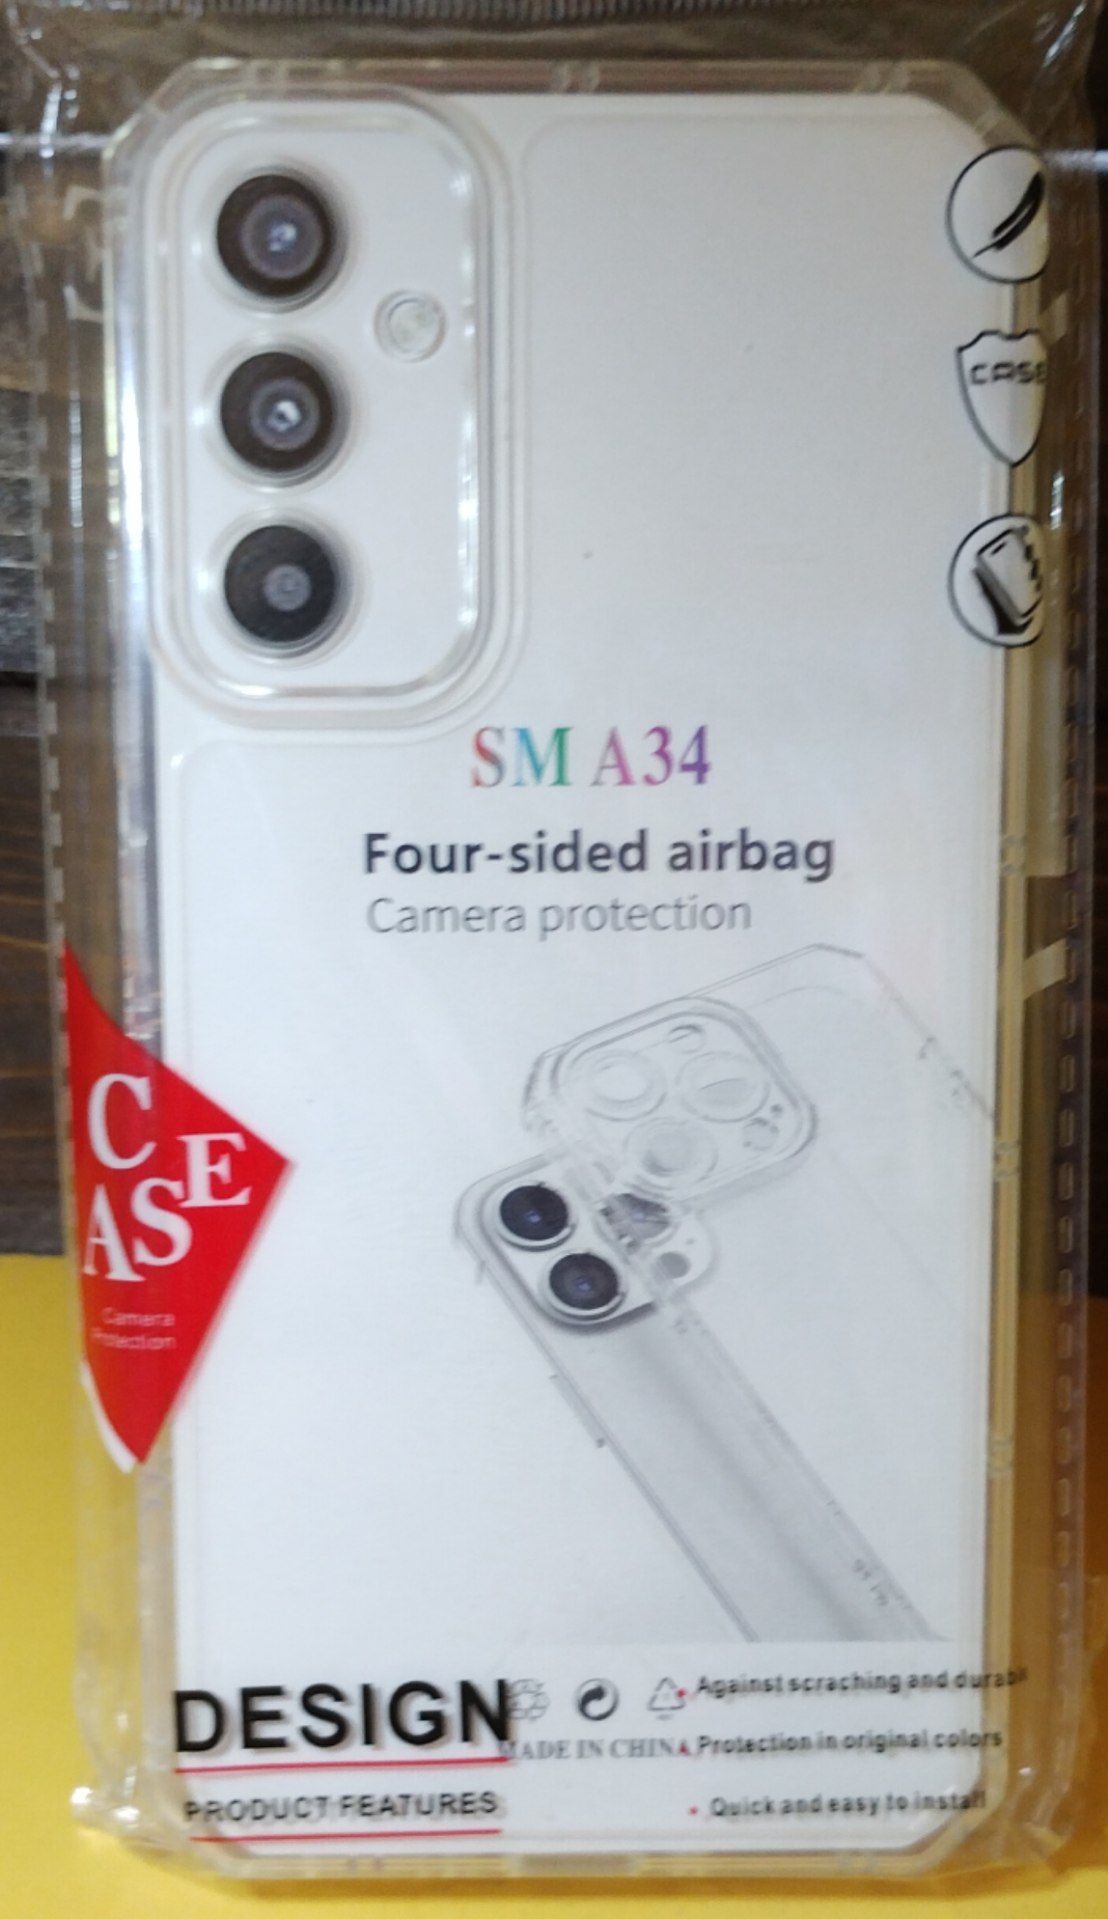 CASE
SM A34
Four-sided airbag
Camera protection
C
E
AS
Camera
Protection
DESIGN
Against scraching and durabl
MADE IN CHINA
Protection in original colors
PRODUCT FEATURES
Quick and easy to install